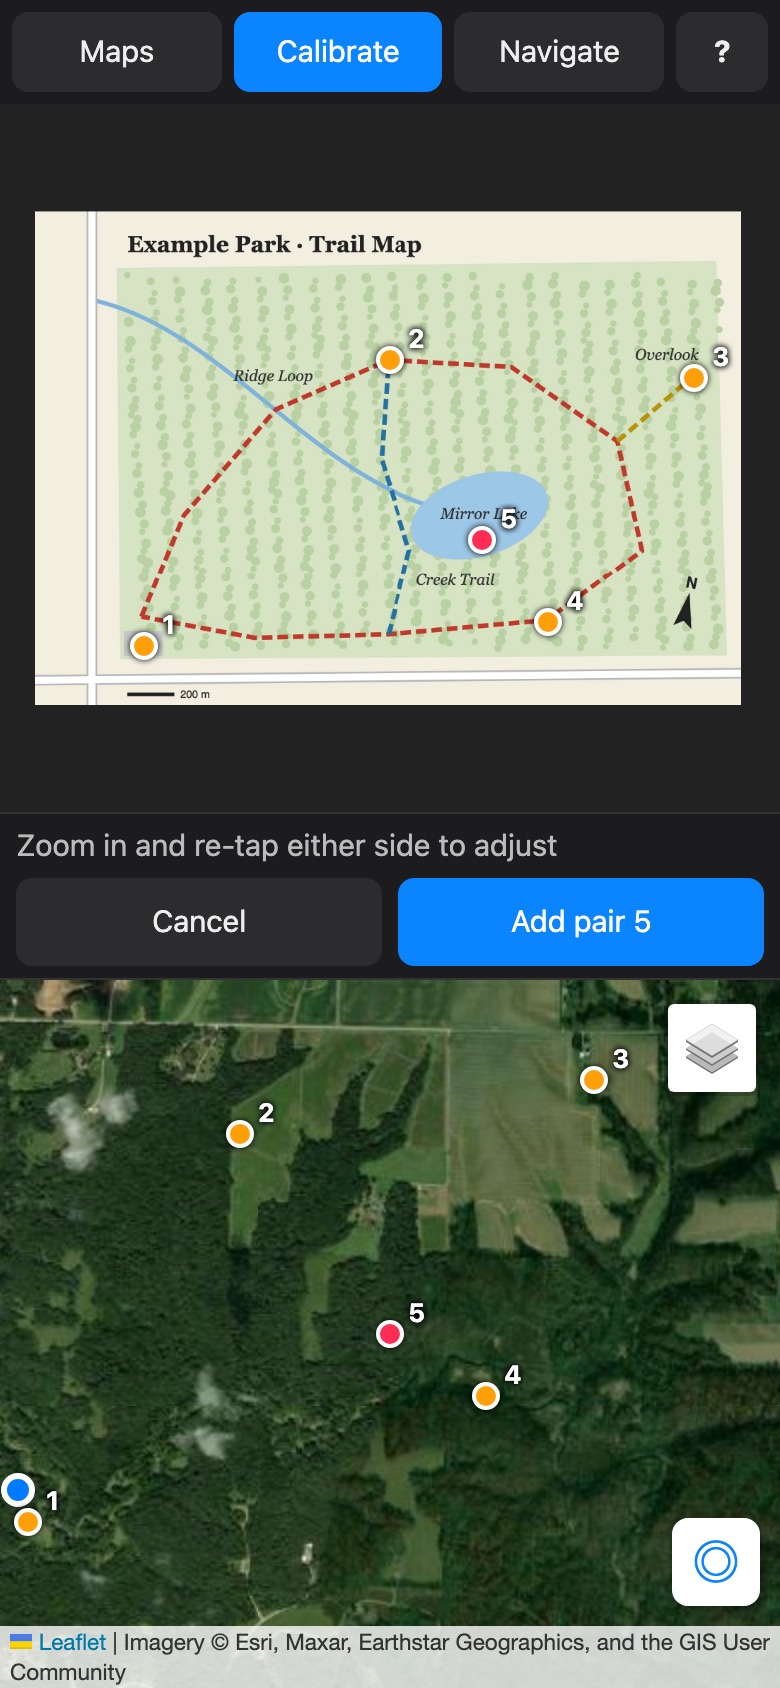 Maps
Calibrate
Navigate
?
Example Park · Trail Map
2
Overlook
3
Ridge Loop
Mirror Lake
5
Creek Trail
N
4
1
200 m
Zoom in and re-tap either side to adjust
Cancel
Add pair 5
3
2
5
4
1
Leaflet | Imagery © Esri, Maxar, Earthstar Geographics, and the GIS User
Community